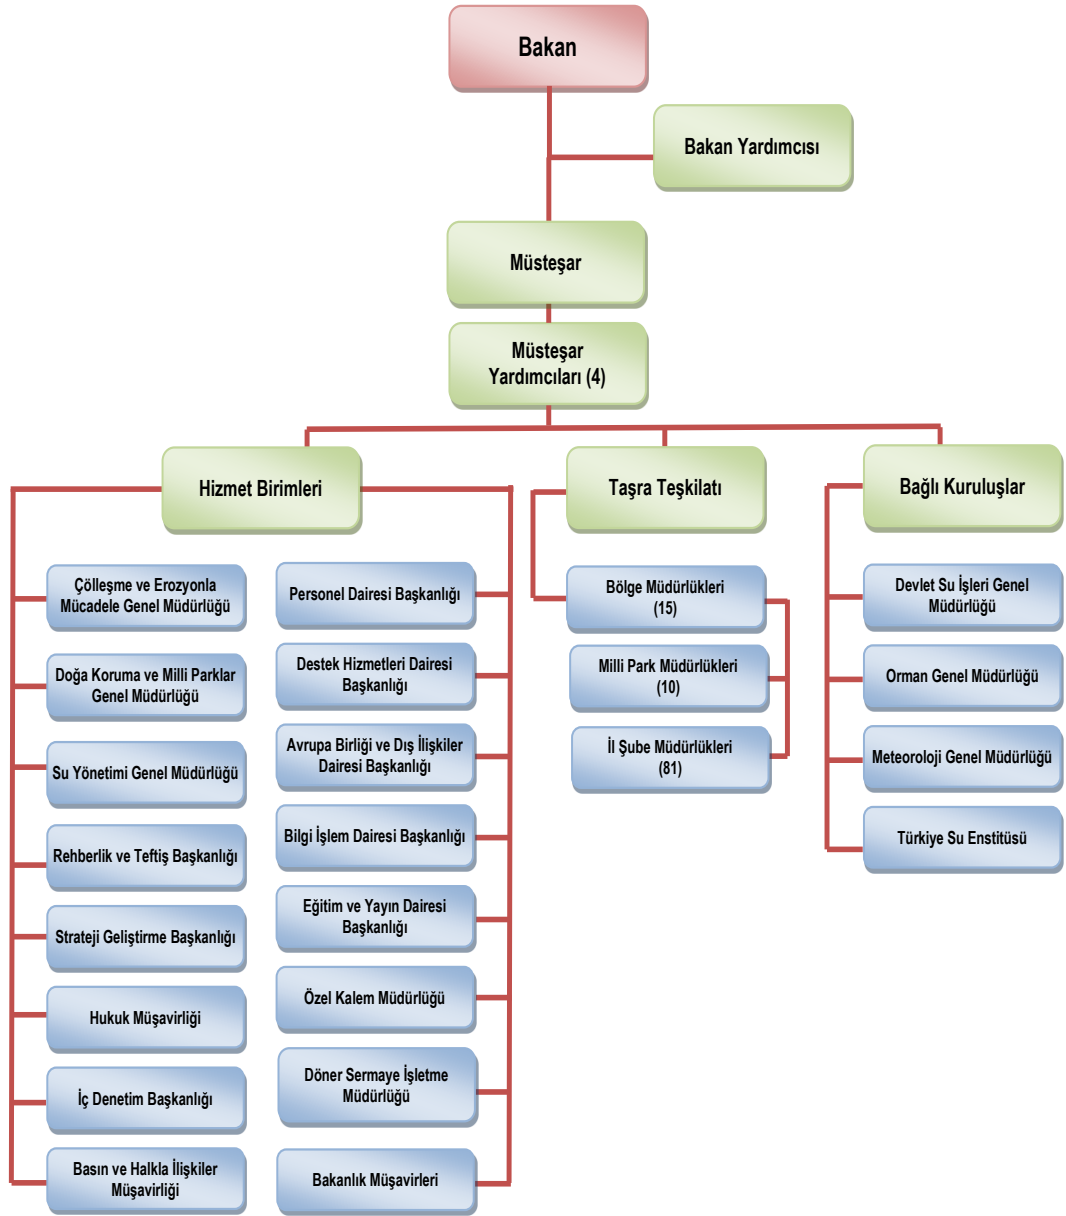 Bakan
Bakan Yardımcısı
Müsteşar
Müsteşar
Yardımcıları (4)
Hizmet Birimleri
Çölleşme ve Erozyonla
Mücadele Genel Müdürlüğü
Doğa Koruma ve Milli Parklar
Genel Müdürlüğü
Su Yönetimi Genel Müdürlüğü
Rehberlik ve Teftiş Başkanlığı
Strateji Geliştirme Başkanlığı
Hukuk Müşavirliği
İç Denetim Başkanlığı
Basın ve Halkla İlişkiler
Müşavirliği
Personel Dairesi Başkanlığı
Destek Hizmetleri Dairesi
Başkanlığı
Avrupa Birliği ve Dış İlişkiler
Dairesi Başkanlığı
Bilgi İşlem Dairesi Başkanlığı
Eğitim ve Yayın Dairesi
Başkanlığı
Özel Kalem Müdürlüğü
Döner Sermaye İşletme
Müdürlüğü
Bakanlık Müşavirleri
Taşra Teşkilatı
Bölge Müdürlükleri
(15)
Milli Park Müdürlükleri
(10)
İl Şube Müdürlükleri
(81)
Bağlı Kuruluşlar
Devlet Su İşleri Genel
Müdürlüğü
Orman Genel Müdürlüğü
Meteoroloji Genel Müdürlüğü
Türkiye Su Enstitüsü